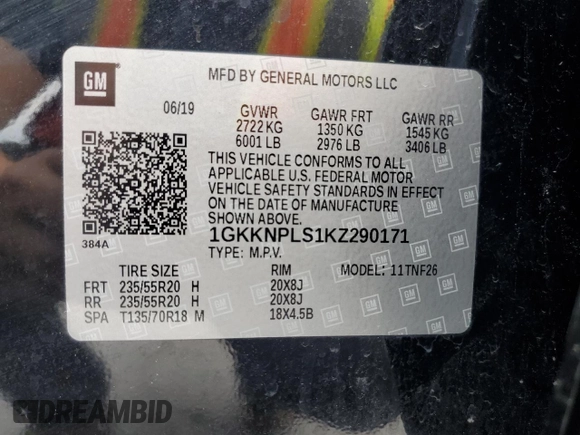 GM
MFD BY GENERAL MOTORS LLC
06/19 GVWR GAWR FRT GAWR RR
2722 KG 1350 KG 1545 KG
6001 LB 2976 LB 3406 LB
THIS VEHICLE CONFORMS TO ALL
APPLICABLE U.S. FEDERAL MOTOR
VEHICLE SAFETY STANDARDS IN EFFECT
ON THE DATE OF MANUFACTURE
SHOWN ABOVE.
384A
1GKKNPLS1KZ290171
TYPE: M.P.V.
TIRE SIZE RIM MODEL: 11TNF26
FRT 235/55R20 H 20X8J
RR 235/55R20 H 20X8J
SPA T135/70R18 M 18X4.5B
DREAMBID